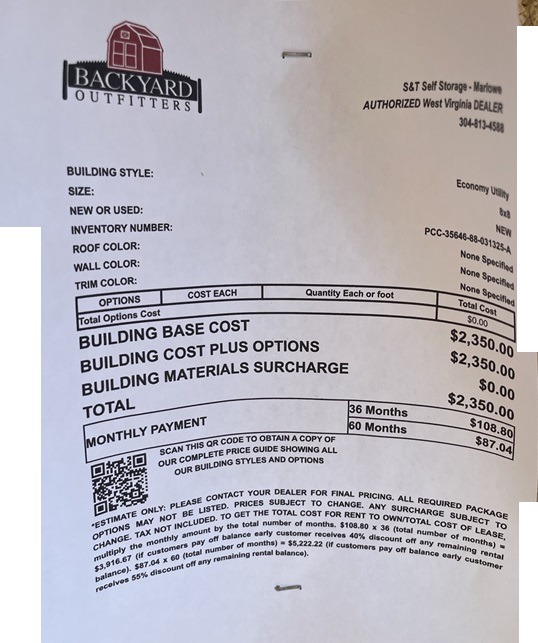 BACKYARD
OUTFITTERS
S&T Self Storage - Marlowe
AUTHORIZED West Virginia DEALER
304-813-4588
BUILDING STYLE: Economy Utility
SIZE: 8x8
NEW OR USED: NEW
INVENTORY NUMBER: PCC-35646-88-031325-A
ROOF COLOR: None Specified
WALL COLOR: None Specified
TRIM COLOR: None Specified
OPTIONS COST EACH Quantity Each or foot Total Cost
Total Options Cost $0.00
BUILDING BASE COST $2,350.00
BUILDING COST PLUS OPTIONS $2,350.00
BUILDING MATERIALS SURCHARGE $0.00
TOTAL $2,350.00
MONTHLY PAYMENT 36 Months $108.80
60 Months $87.04
SCAN THIS QR CODE TO OBTAIN A COPY OF
OUR COMPLETE PRICE GUIDE SHOWING ALL
OUR BUILDING STYLES AND OPTIONS
*ESTIMATE ONLY: PLEASE CONTACT YOUR DEALER FOR FINAL PRICING. ALL REQUIRED PACKAGE
OPTIONS MAY NOT BE LISTED. PRICES SUBJECT TO CHANGE. ANY SURCHARGE SUBJECT TO
CHANGE. TAX NOT INCLUDED. TO GET THE TOTAL COST FOR RENT TO OWN/TOTAL COST OF LEASE,
multiply the monthly amount by the total number of months. $108.80 x 36 (total number of months) =
$3,916.67 (if customers pay off balance early customer receives 40% discount off any remaining rental
balance). $87.04 x 60 (total number of months) = $5,222.22 (if customers pay off balance early customer
receives 55% discount off any remaining rental balance).